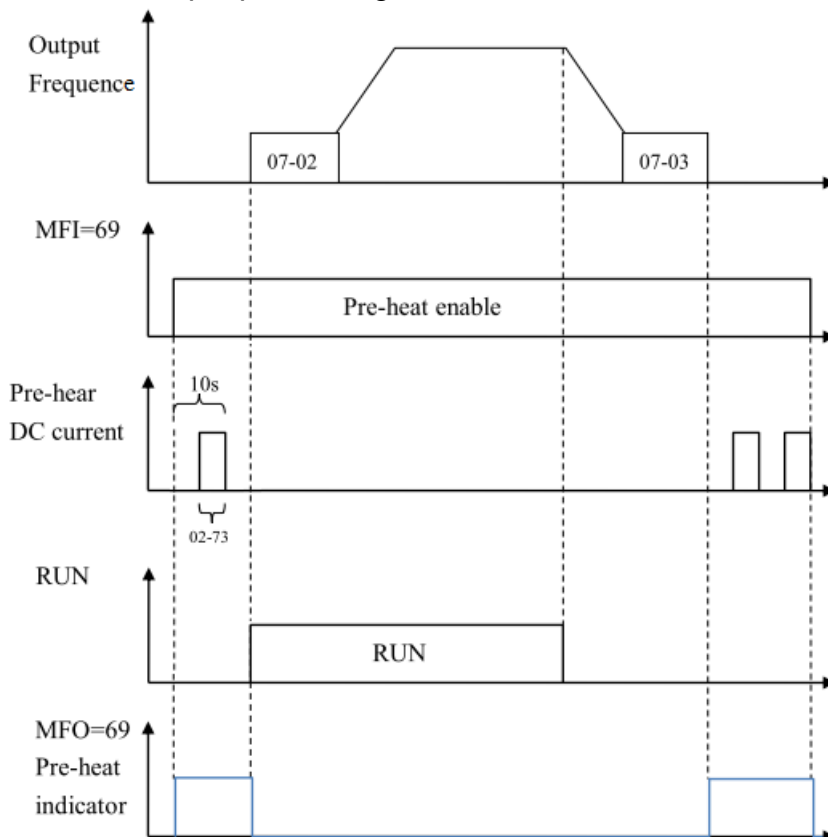 Output
Frequence
07-02
07-03
MFI=69
Pre-heat enable
Pre-hear
DC current
10s
02-73
RUN
RUN
MFO=69
Pre-heat
indicator